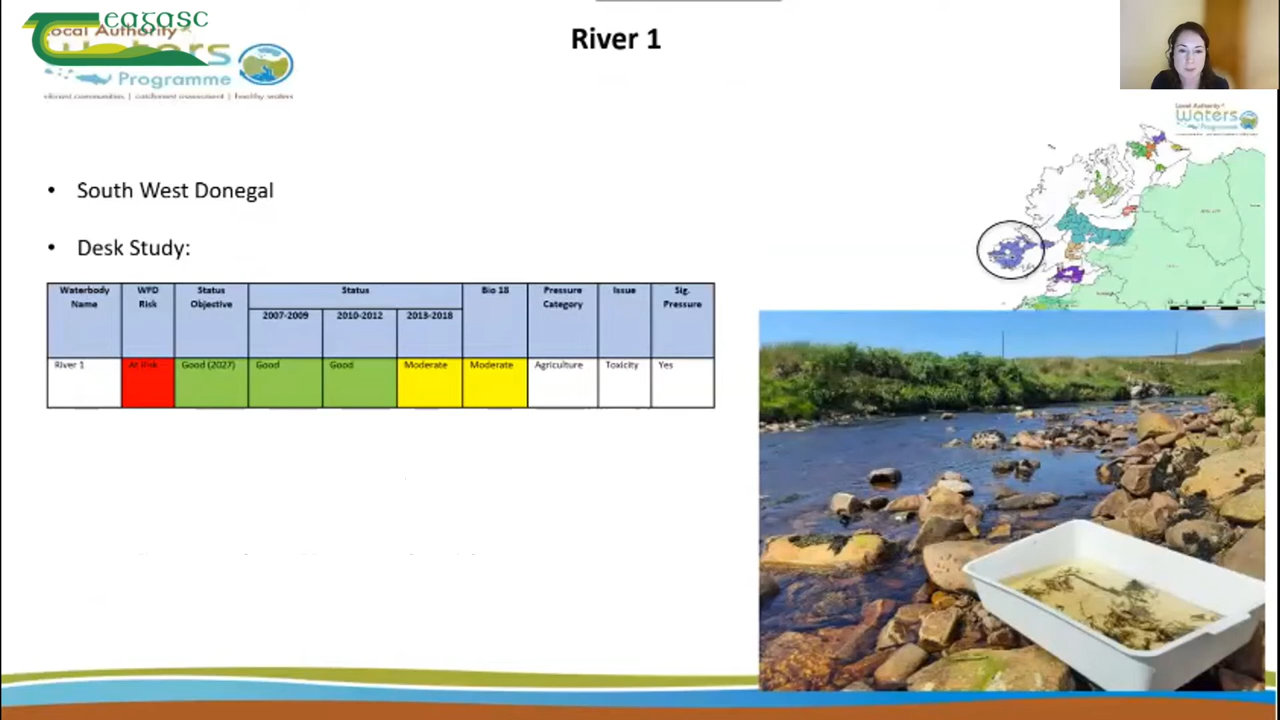 Teagasc
Local Authority
Waters
Programme
vibrant communities | catchment assessment | healthy waters
River 1
Local Authority
Waters
Programme
• South West Donegal
• Desk Study:
Waterbody Name WFD Risk Status Objective Status Bio 18 Pressure Category Issue Sig. Pressure
2007-2009 2010-2012 2013-2018
River 1 At Risk Good (2027) Good Good Moderate Moderate Agriculture Toxicity Yes